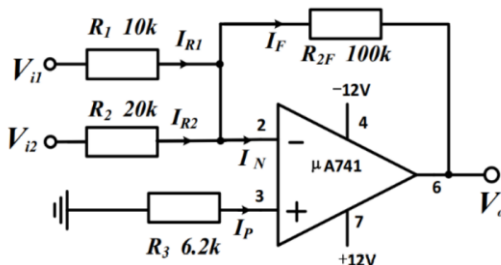 R1 10k
IR1
IF
R2F 100k
Vi1
R2 20k
IR2
−12V
4
Vi2
2
IN
−
μA741
6
3
+
7
R3 6.2k
IP
+12V